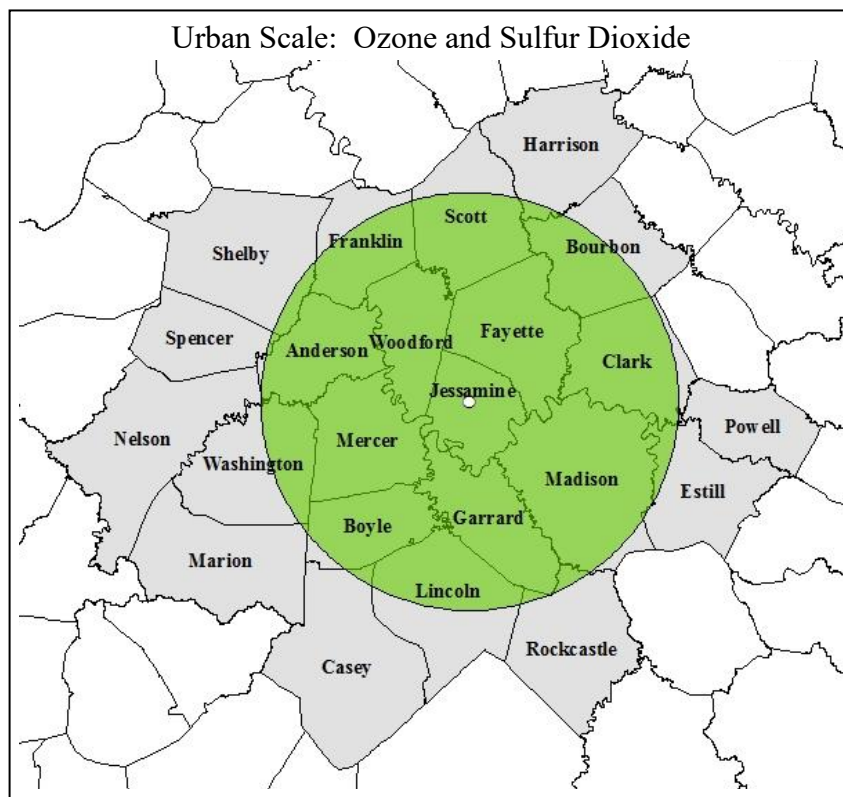 Urban Scale: Ozone and Sulfur Dioxide
Harrison
Scott
Franklin
Bourbon
Shelby
Spencer
Fayette
Woodford
Anderson
Clark
Jessamine
Powell
Nelson
Mercer
Washington
Madison
Estill
Garrard
Boyle
Marion
Lincoln
Rockcastle
Casey